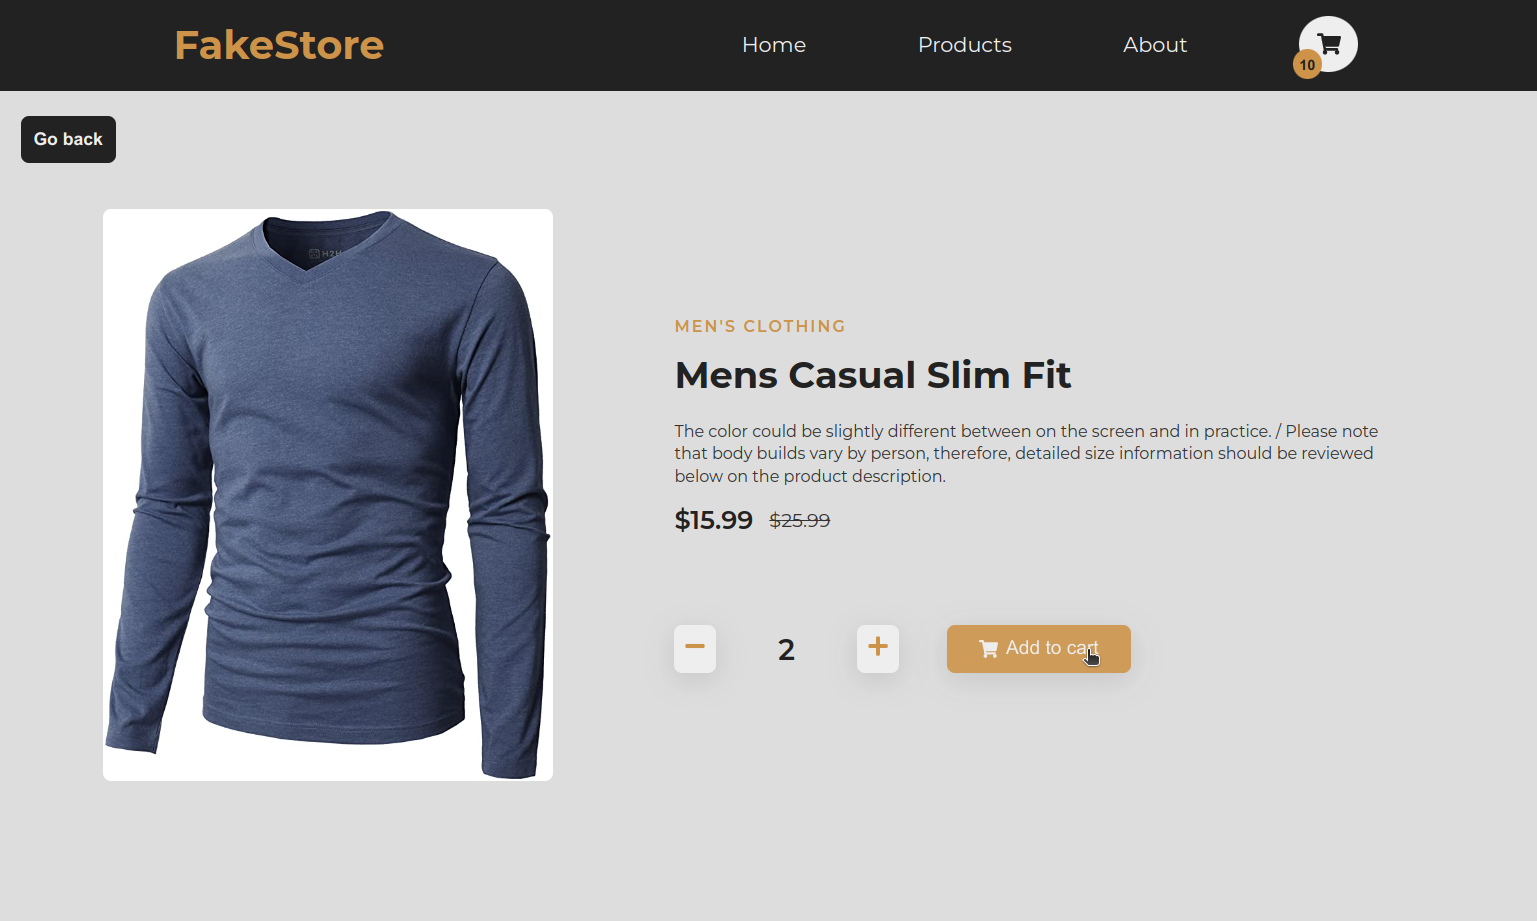 FakeStore
Home
Products
About
10
Go back
H2H
MEN'S CLOTHING
Mens Casual Slim Fit
The color could be slightly different between on the screen and in practice. / Please note
that body builds vary by person, therefore, detailed size information should be reviewed
below on the product description.
$15.99 $25.99
2
Add to cart